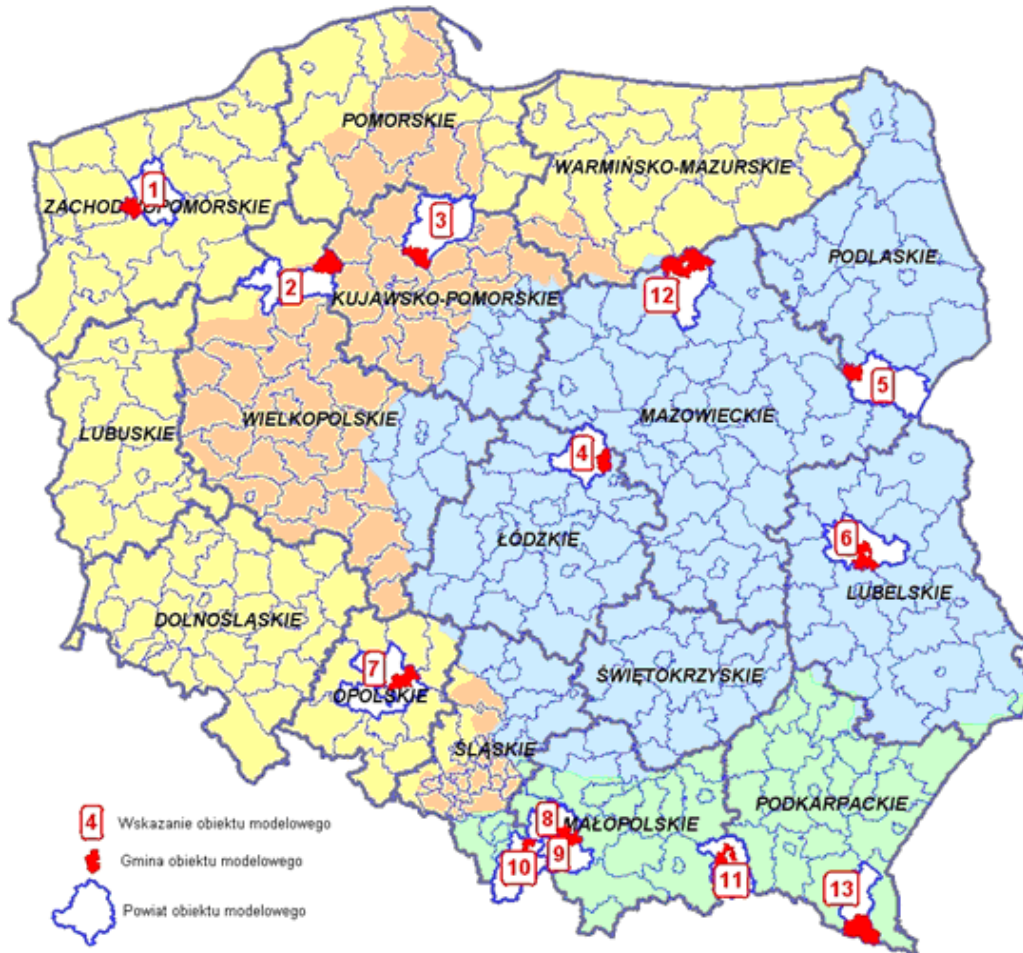 POMORSKIE
WARMIŃSKO-MAZURSKIE
1
ZACHODNIOPOMORSKIE
3
PODLASKIE
2
KUJAWSKO-POMORSKIE
12
5
MAZOWIECKIE
WIELKOPOLSKIE
LUBUSKIE
4
ŁÓDZKIE
6
LUBELSKIE
DOLNOŚLĄSKIE
7
OPOLSKIE
ŚWIĘTOKRZYSKIE
ŚLĄSKIE
PODKARPACKIE
8
MAŁOPOLSKIE
10
9
11
13
4 Wskazanie obiektu modelowego
Gmina obiektu modelowego
Powiat obiektu modelowego